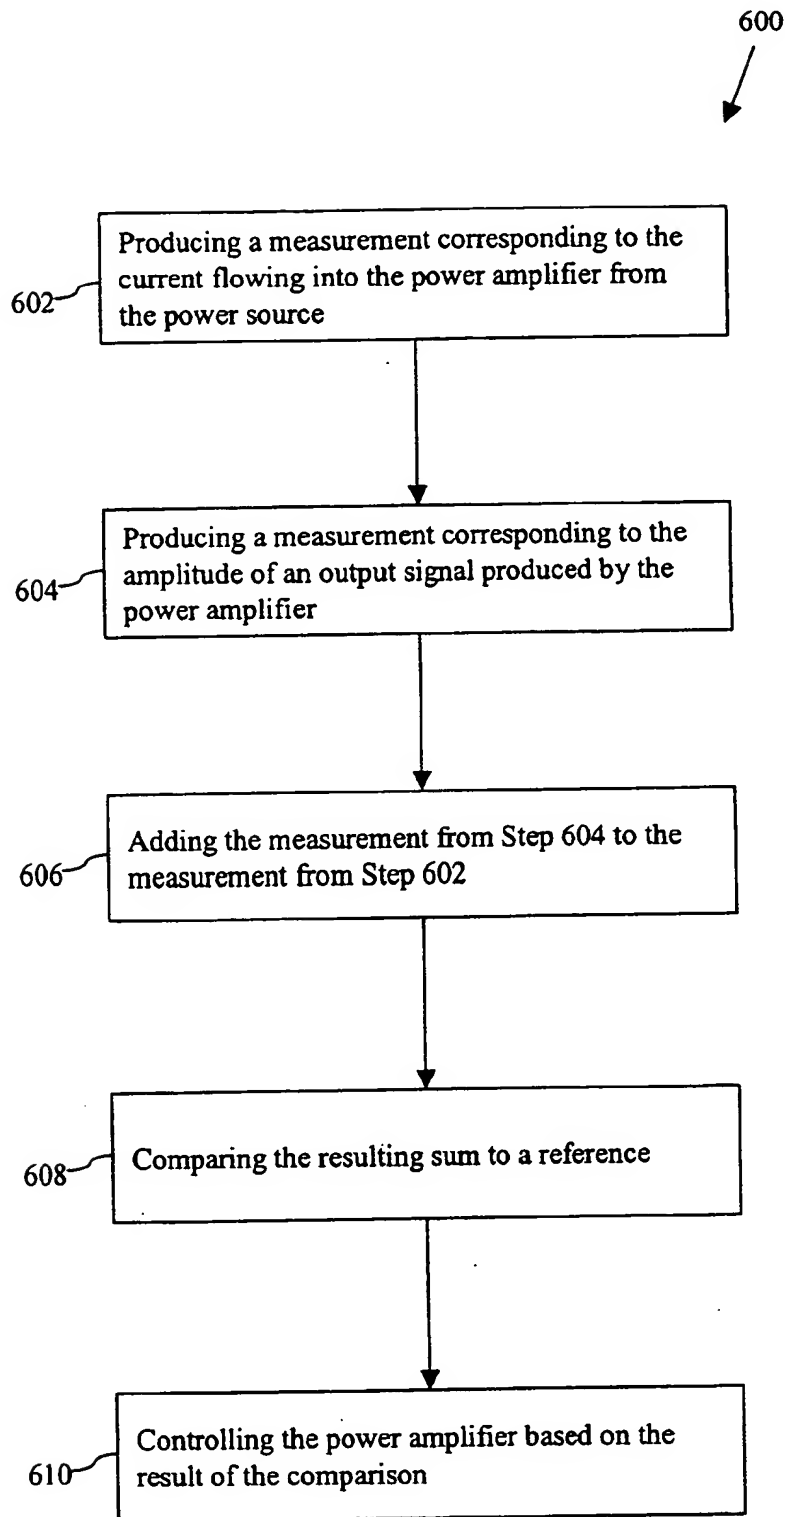 600
Producing a measurement corresponding to the
current flowing into the power amplifier from
the power source
602
Producing a measurement corresponding to the
amplitude of an output signal produced by the
power amplifier
604
Adding the measurement from Step 604 to the
measurement from Step 602
606
Comparing the resulting sum to a reference
608
Controlling the power amplifier based on the
result of the comparison
610